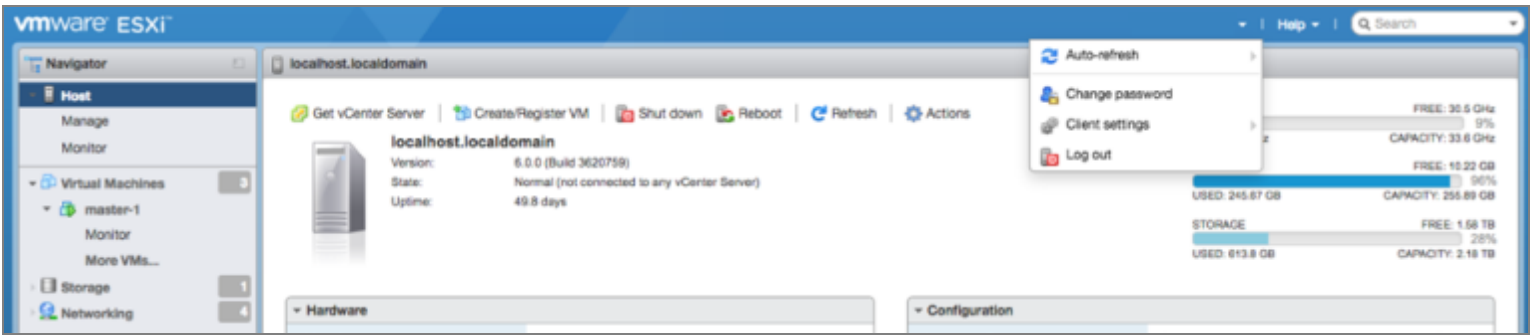 vmware ESXi™
Help
Search
Navigator
localhost.localdomain
Auto-refresh
Host
Change password
Manage
Get vCenter Server
Create/Register VM
Shut down
Reboot
Refresh
Actions
FREE: 30.5 GHz
9%
Client settings
CAPACITY: 33.6 GHz
Monitor
localhost.localdomain
Log out
Version: 6.0.0 (Build 3620759)
FREE: 10.22 GB
96%
Virtual Machines 3
State: Normal (not connected to any vCenter Server)
USED: 245.67 GB CAPACITY: 255.89 GB
master-1
Uptime: 49.8 days
STORAGE FREE: 1.58 TB
28%
Monitor
USED: 613.8 GB CAPACITY: 2.18 TB
More VMs...
Storage 1
Networking 4
Hardware
Configuration